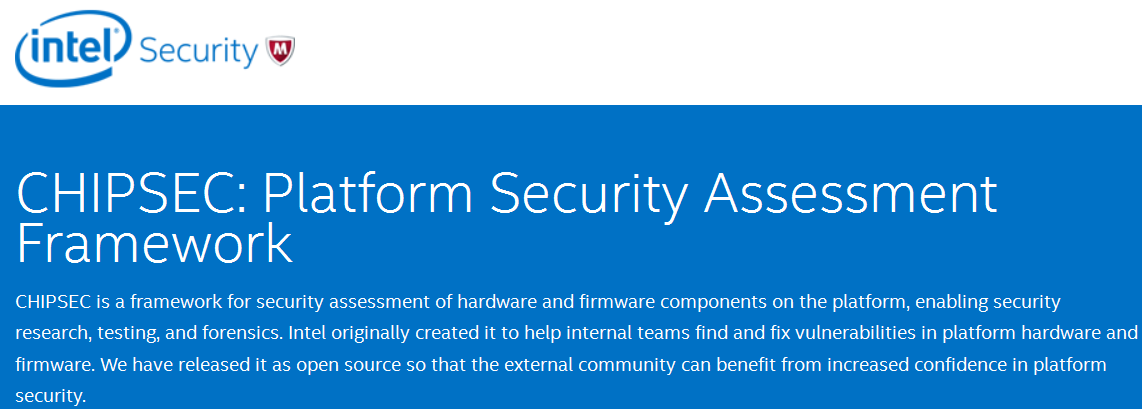 intel® Security M
CHIPSEC: Platform Security Assessment
Framework
CHIPSEC is a framework for security assessment of hardware and firmware components on the platform, enabling security
research, testing, and forensics. Intel originally created it to help internal teams find and fix vulnerabilities in platform hardware and
firmware. We have released it as open source so that the external community can benefit from increased confidence in platform
security.